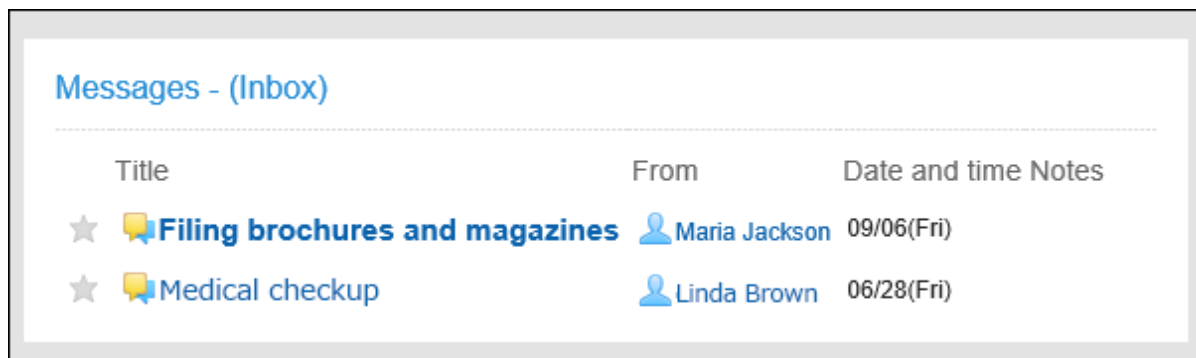 Messages - (Inbox)
Title From Date and time Notes
Filing brochures and magazines Maria Jackson 09/06(Fri)
Medical checkup Linda Brown 06/28(Fri)